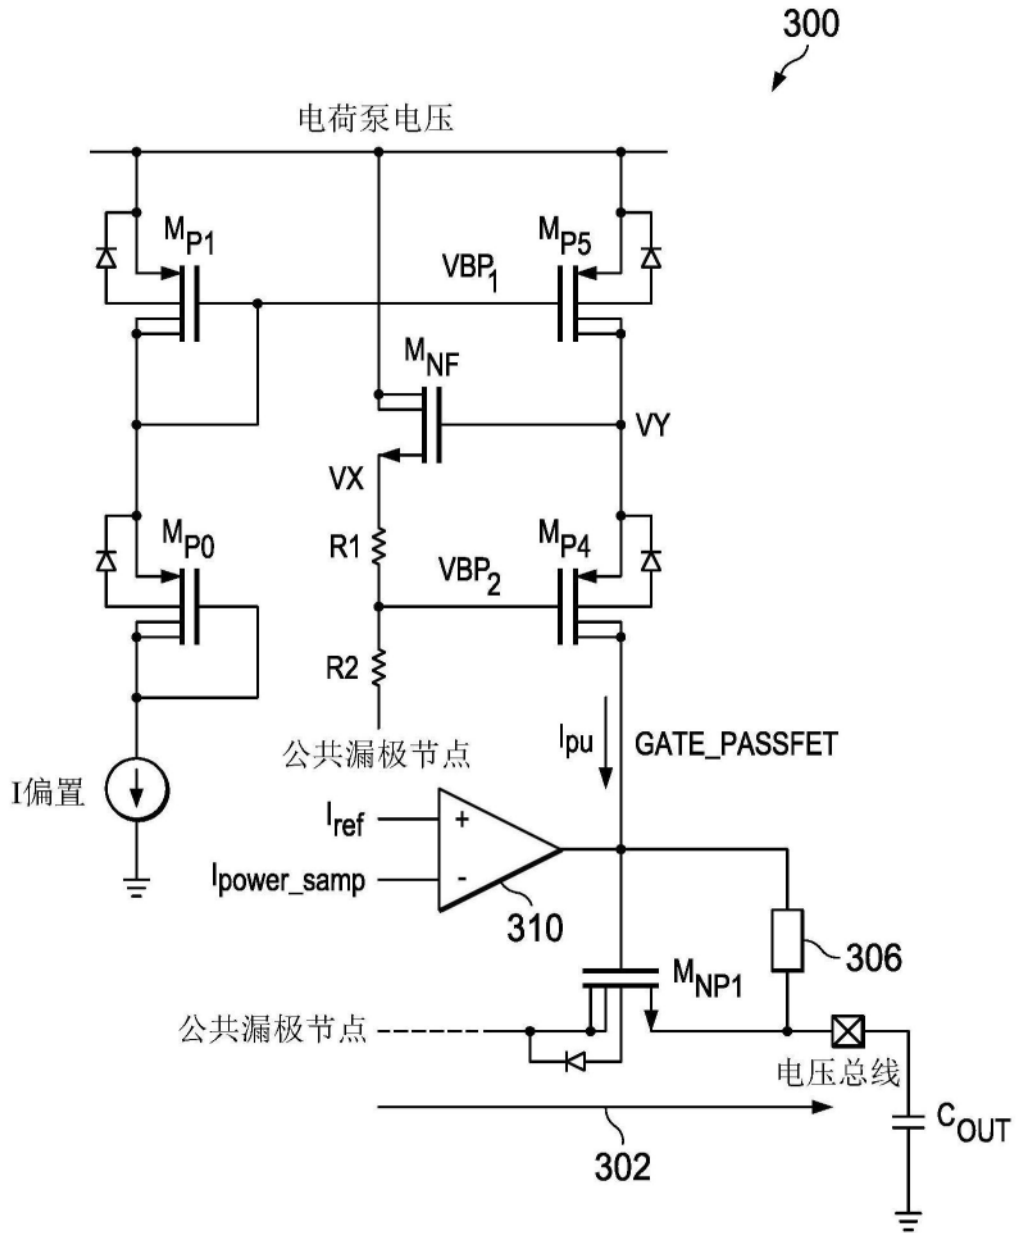 300
电荷泵电压
MP1
MP5
VBP1
MNF
VY
VX
MP0
R1
VBP2
MP4
R2
公共漏极节点
Ipu
GATE_PASSFET
I偏置
Iref
+
Ipower_samp
-
310
306
MNP1
公共漏极节点
电压总线
COUT
302